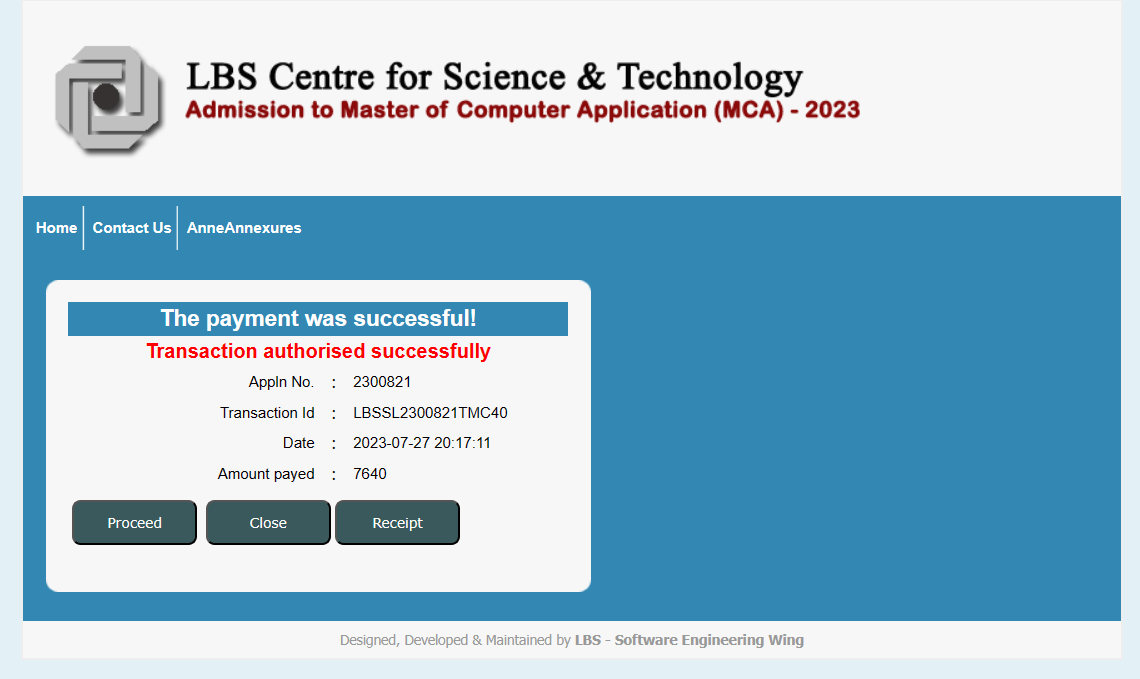 LBS Centre for Science & Technology
Admission to Master of Computer Application (MCA) - 2023
Home Contact Us AnneAnnexures
The payment was successful!
Transaction authorised successfully
Appln No. : 2300821
Transaction Id : LBSSL2300821TMC40
Date : 2023-07-27 20:17:11
Amount payed : 7640
Proceed Close Receipt
Designed, Developed & Maintained by LBS - Software Engineering Wing